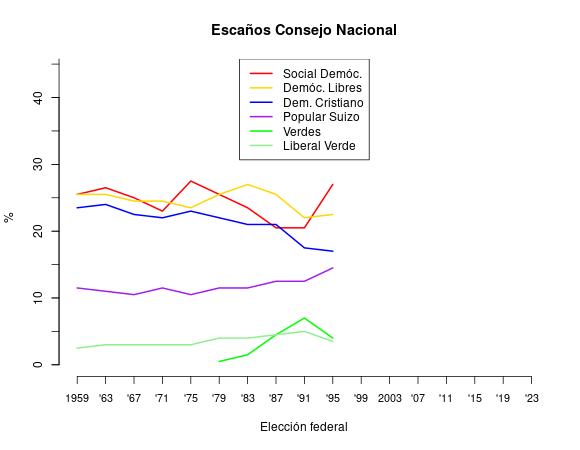 Escaños Consejo Nacional
Social Demóc.
Demóc. Libres
Dem. Cristiano
Popular Suizo
Verdes
Liberal Verde
%
40
30
20
10
0
1959 '63 '67 '71 '75 '79 '83 '87 '91 '95 '99 2003 '07 '11 '15 '19 '23
Elección federal